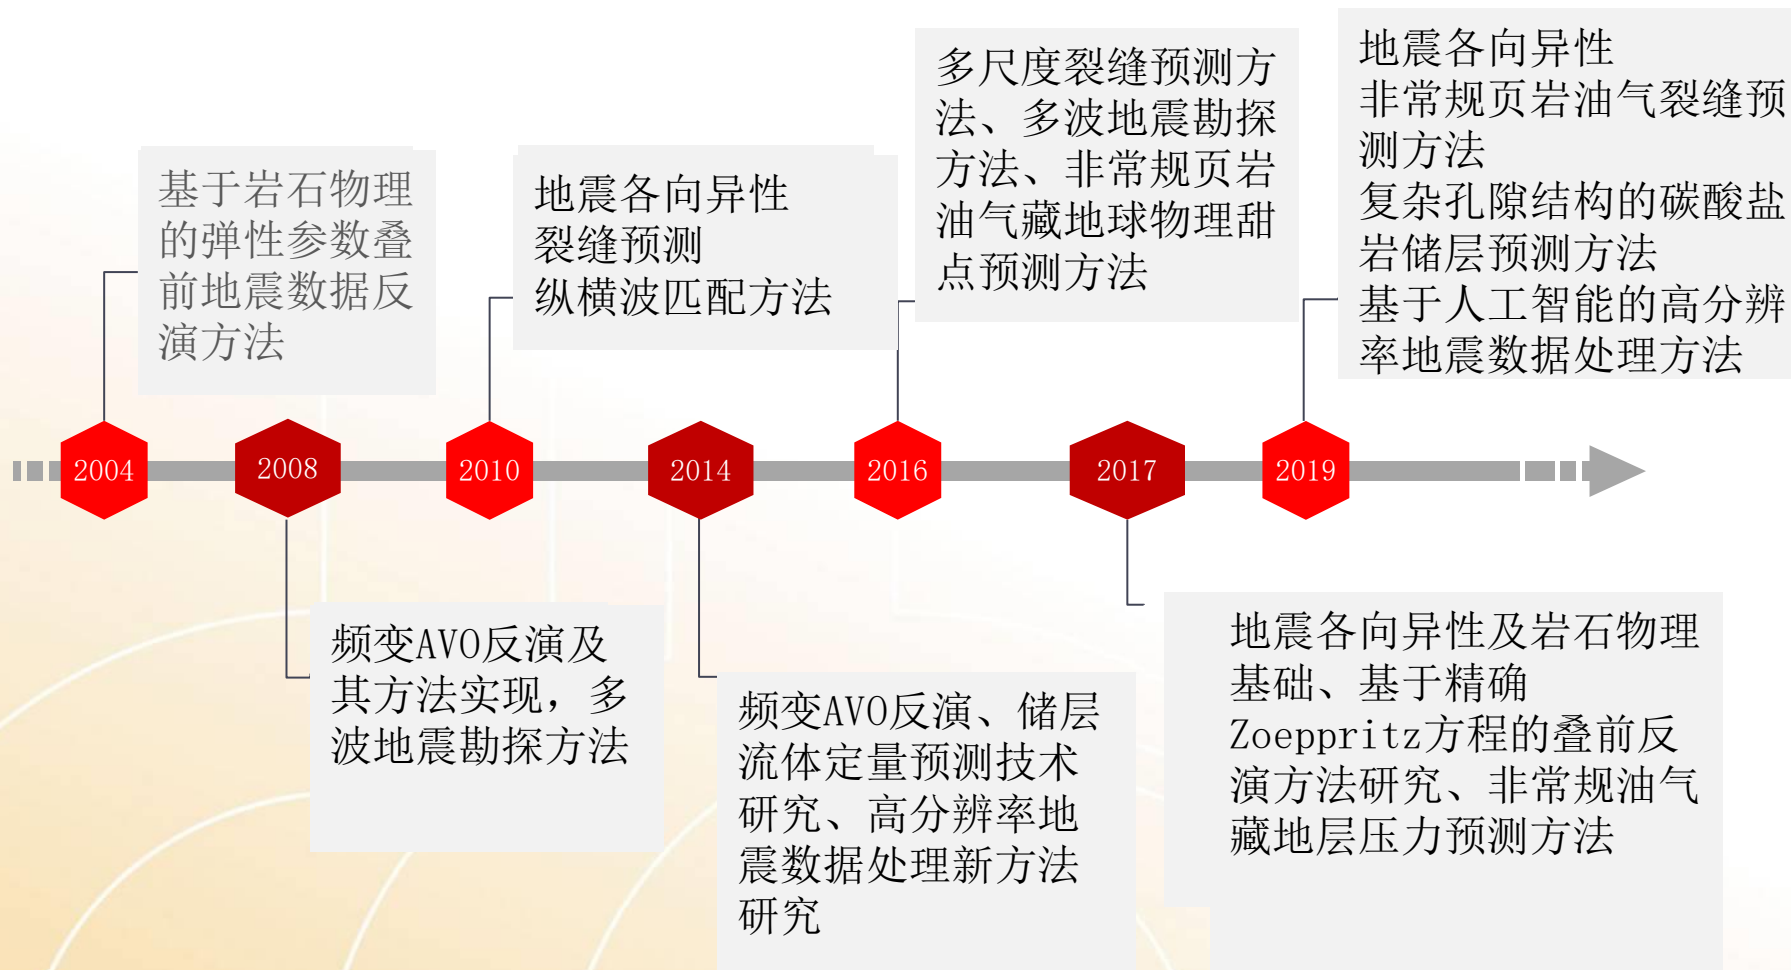 基于岩石物理
的弹性参数叠
前地震数据反
演方法
地震各向异性
裂缝预测
纵横波匹配方法
多尺度裂缝预测方
法、多波地震勘探
方法、非常规页岩
油气藏地球物理甜
点预测方法
地震各向异性
非常规页岩油气裂缝预
测方法
复杂孔隙结构的碳酸盐
岩储层预测方法
基于人工智能的高分辨
率地震数据处理方法
2004
2008
2010
2014
2016
2017
2019
频变AVO反演及
其方法实现，多
波地震勘探方法
频变AVO反演、储层
流体定量预测技术
研究、高分辨率地
震数据处理新方法
研究
地震各向异性及岩石物理
基础、基于精确
Zoeppritz方程的叠前反
演方法研究、非常规油气
藏地层压力预测方法